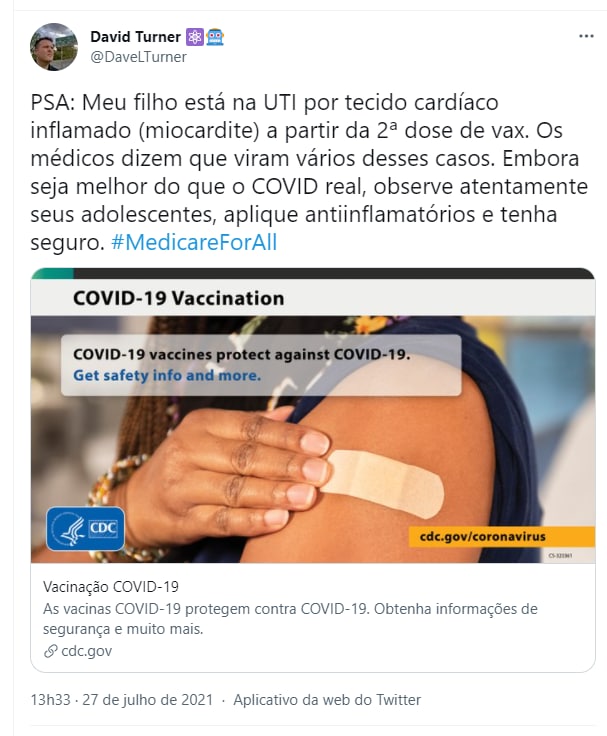 David Turner
@DaveLTurner
PSA: Meu filho está na UTI por tecido cardíaco
inflamado (miocardite) a partir da 2ª dose de vax. Os
médicos dizem que viram vários desses casos. Embora
seja melhor do que o COVID real, observe atentamente
seus adolescentes, aplique antiinflamatórios e tenha
seguro. #MedicareForAll
COVID-19 Vaccination
COVID-19 vaccines protect against COVID-19.
Get safety info and more.
CDC
cdc.gov/coronavirus
Vacinação COVID-19
As vacinas COVID-19 protegem contra COVID-19. Obtenha informações de
segurança e muito mais.
cdc.gov
13h33 · 27 de julho de 2021 · Aplicativo da web do Twitter